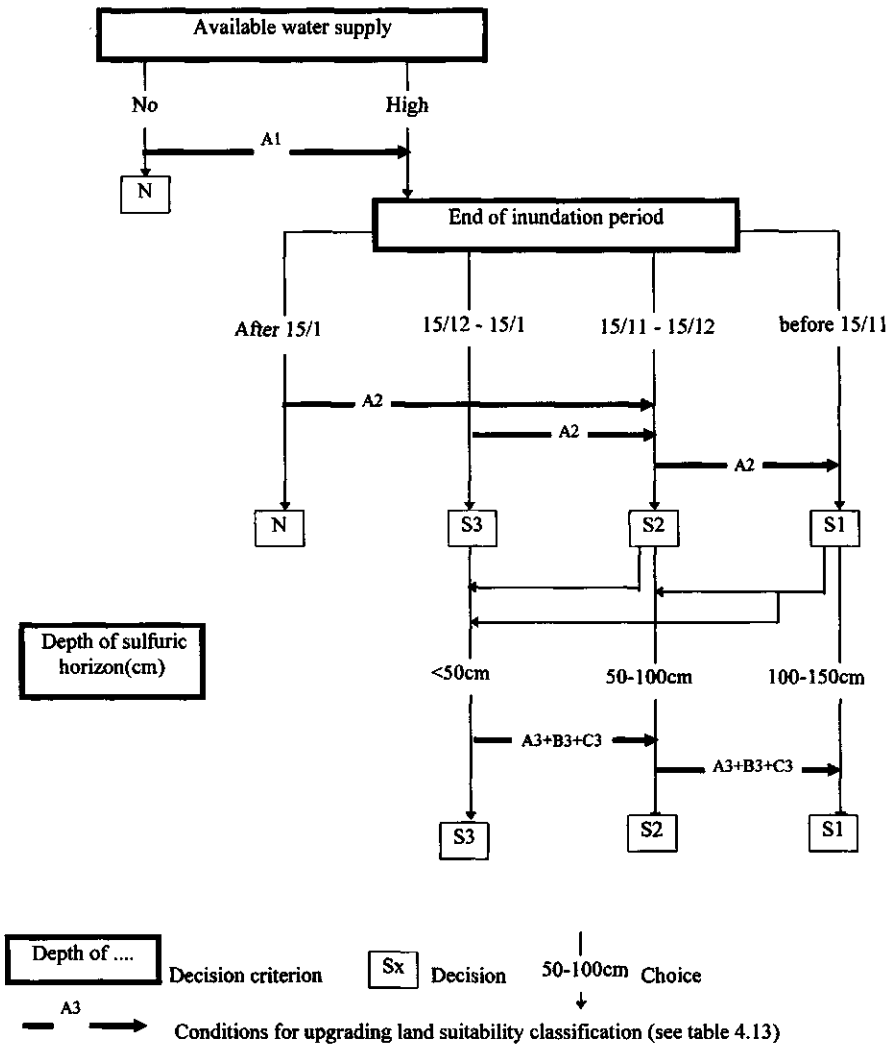 Available water supply
No
High
A1
N
End of inundation period
After 15/1
15/12 - 15/1
15/11 - 15/12
before 15/11
A2
A2
A2
N
S3
S2
S1
Depth of sulfuric
horizon(cm)
<50cm
50-100cm
100-150cm
A3+B3+C3
A3+B3+C3
S3
S2
S1
Depth of ....
Decision criterion
Sx
Decision
50-100cm
Choice
A3
Conditions for upgrading land suitability classification (see table 4.13)